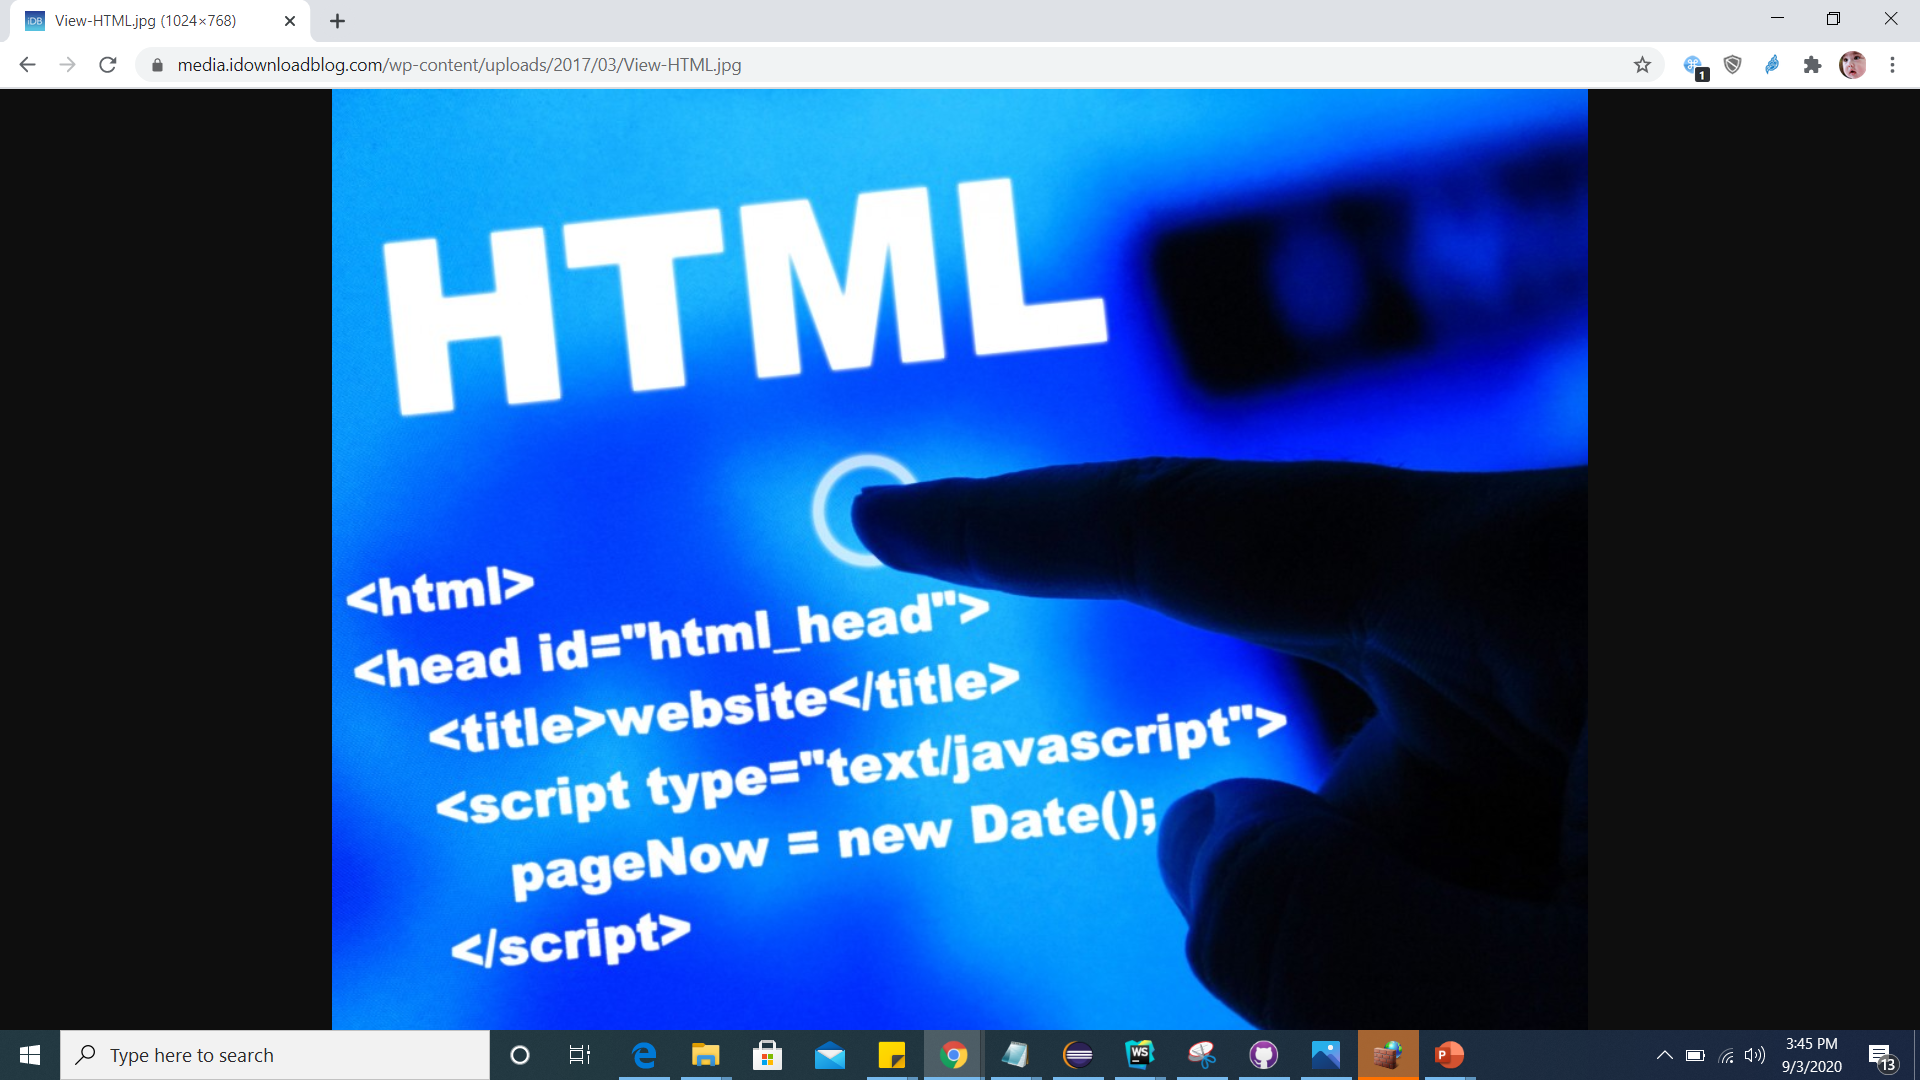 View-HTML.jpg (1024×768)
media.idownloadblog.com/wp-content/uploads/2017/03/View-HTML.jpg
1
HTML
<html>
<head id="html_head">
<title>website</title>
<script type="text/javascript">
pageNow = new Date();
</script>
Type here to search
3:45 PM
9/3/2020
13